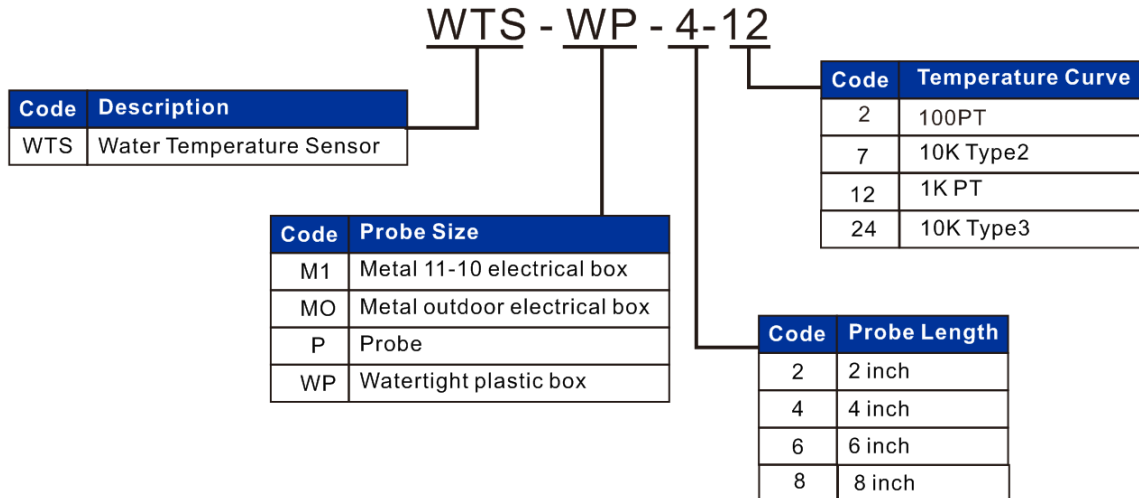 WTS - WP - 4-12
Code Description
WTS Water Temperature Sensor
Code Temperature Curve
2 100PT
7 10K Type2
12 1K PT
24 10K Type3
Code Probe Size
M1 Metal 11-10 electrical box
MO Metal outdoor electrical box
P Probe
WP Watertight plastic box
Code Probe Length
2 2 inch
4 4 inch
6 6 inch
8 8 inch